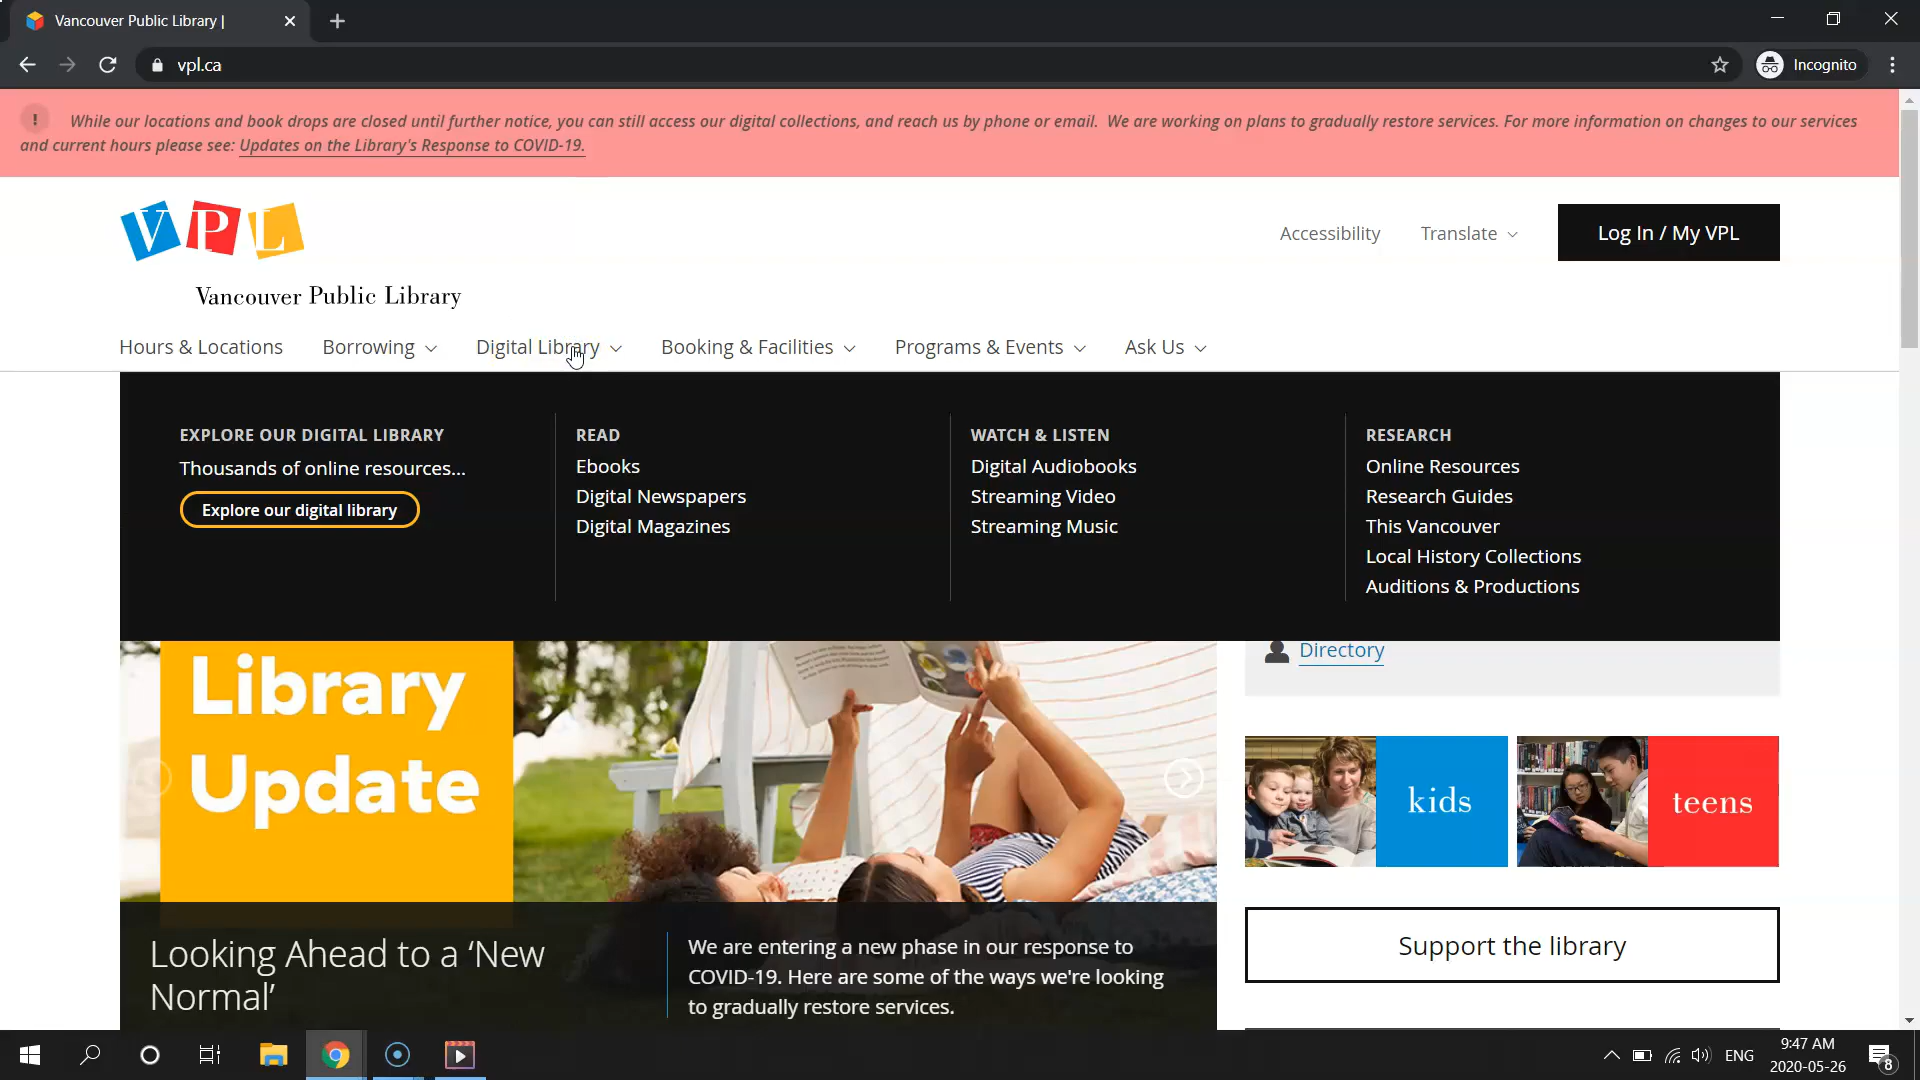 Vancouver Public Library |
vpl.ca
Incognito
! While our locations and book drops are closed until further notice, you can still access our digital collections, and reach us by phone or email. We are working on plans to gradually restore services. For more information on changes to our services
and current hours please see: Updates on the Library's Response to COVID-19.
VPL
Vancouver Public Library
Accessibility
Translate
Log In / My VPL
Hours & Locations
Borrowing
Digital Library
Booking & Facilities
Programs & Events
Ask Us
EXPLORE OUR DIGITAL LIBRARY
Thousands of online resources...
Explore our digital library
READ
Ebooks
Digital Newspapers
Digital Magazines
WATCH & LISTEN
Digital Audiobooks
Streaming Video
Streaming Music
RESEARCH
Online Resources
Research Guides
This Vancouver
Local History Collections
Auditions & Productions
Library
Update
Looking Ahead to a ‘New
Normal’
We are entering a new phase in our response to
COVID-19. Here are some of the ways we're looking
to gradually restore services.
Directory
kids
teens
Support the library
ENG
9:47 AM
2020-05-26
8